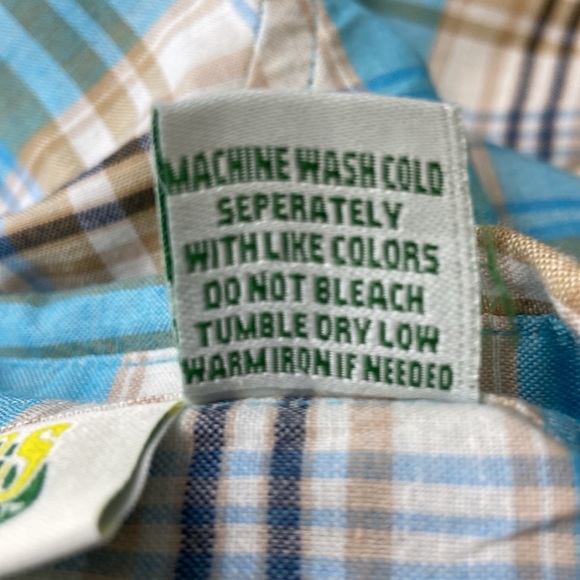 MACHINE WASH COLD
SEPERATELY
WITH LIKE COLORS
DO NOT BLEACH
TUMBLE DRY LOW
WARM IRON IF NEEDED